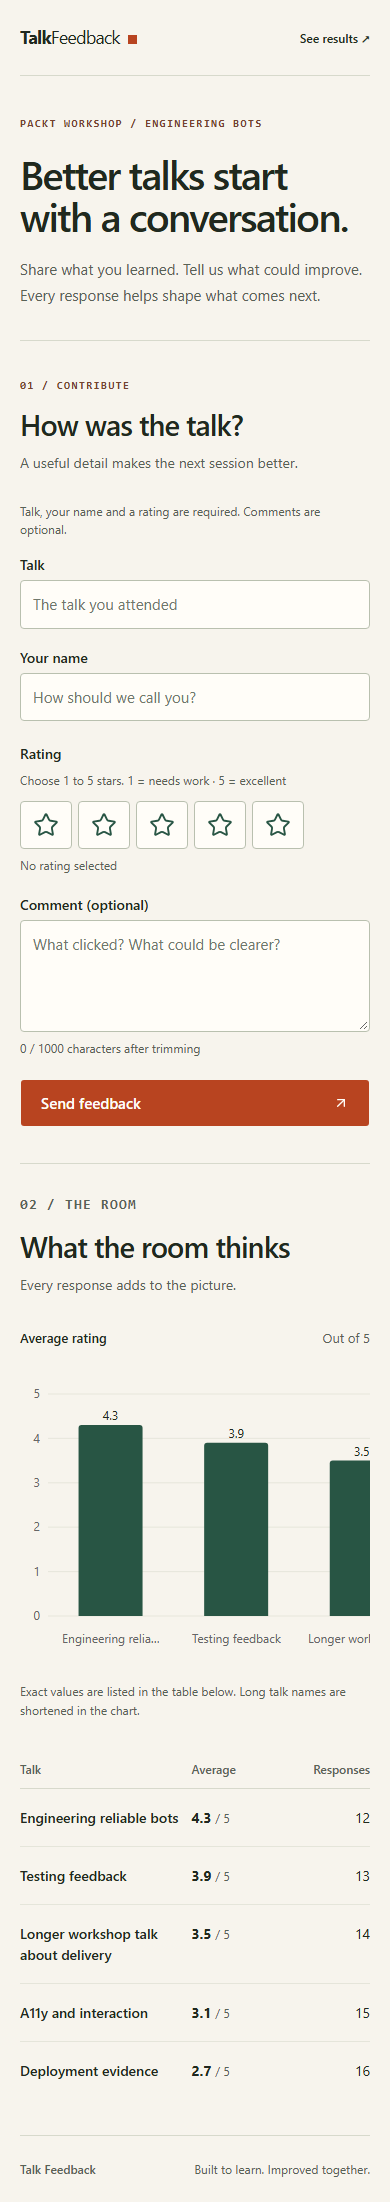 TalkFeedback
See results ↗
PACKT WORKSHOP / ENGINEERING BOTS
Better talks start
with a conversation.
Share what you learned. Tell us what could improve.
Every response helps shape what comes next.
01 / CONTRIBUTE
How was the talk?
A useful detail makes the next session better.
Talk, your name and a rating are required. Comments are
optional.
Talk
The talk you attended
Your name
How should we call you?
Rating
Choose 1 to 5 stars. 1 = needs work · 5 = excellent
No rating selected
Comment (optional)
What clicked? What could be clearer?
0 / 1000 characters after trimming
Send feedback
02 / THE ROOM
What the room thinks
Every response adds to the picture.
Average rating
Out of 5
5
4
3
2
1
0
4.3
3.9
3.5
Engineering relia...
Testing feedback
Longer
Exact values are listed in the table below. Long talk names are
shortened in the chart.
Talk Average Responses
Engineering reliable bots 4.3 / 5 12
Testing feedback 3.9 / 5 13
Longer workshop talk
about delivery 3.5 / 5 14
A11y and interaction 3.1 / 5 15
Deployment evidence 2.7 / 5 16
Talk Feedback
Built to learn. Improved together.